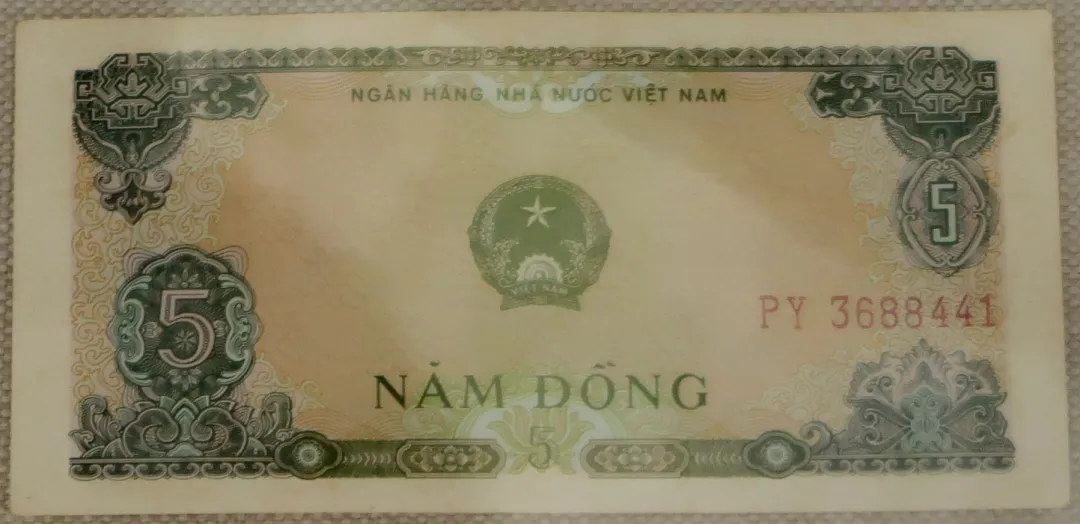 NGÂN HÀNG NHÀ NƯỚC VIỆT NAM
5
VIỆT NAM
PY 3688441
5
NĂM ĐỒNG
5